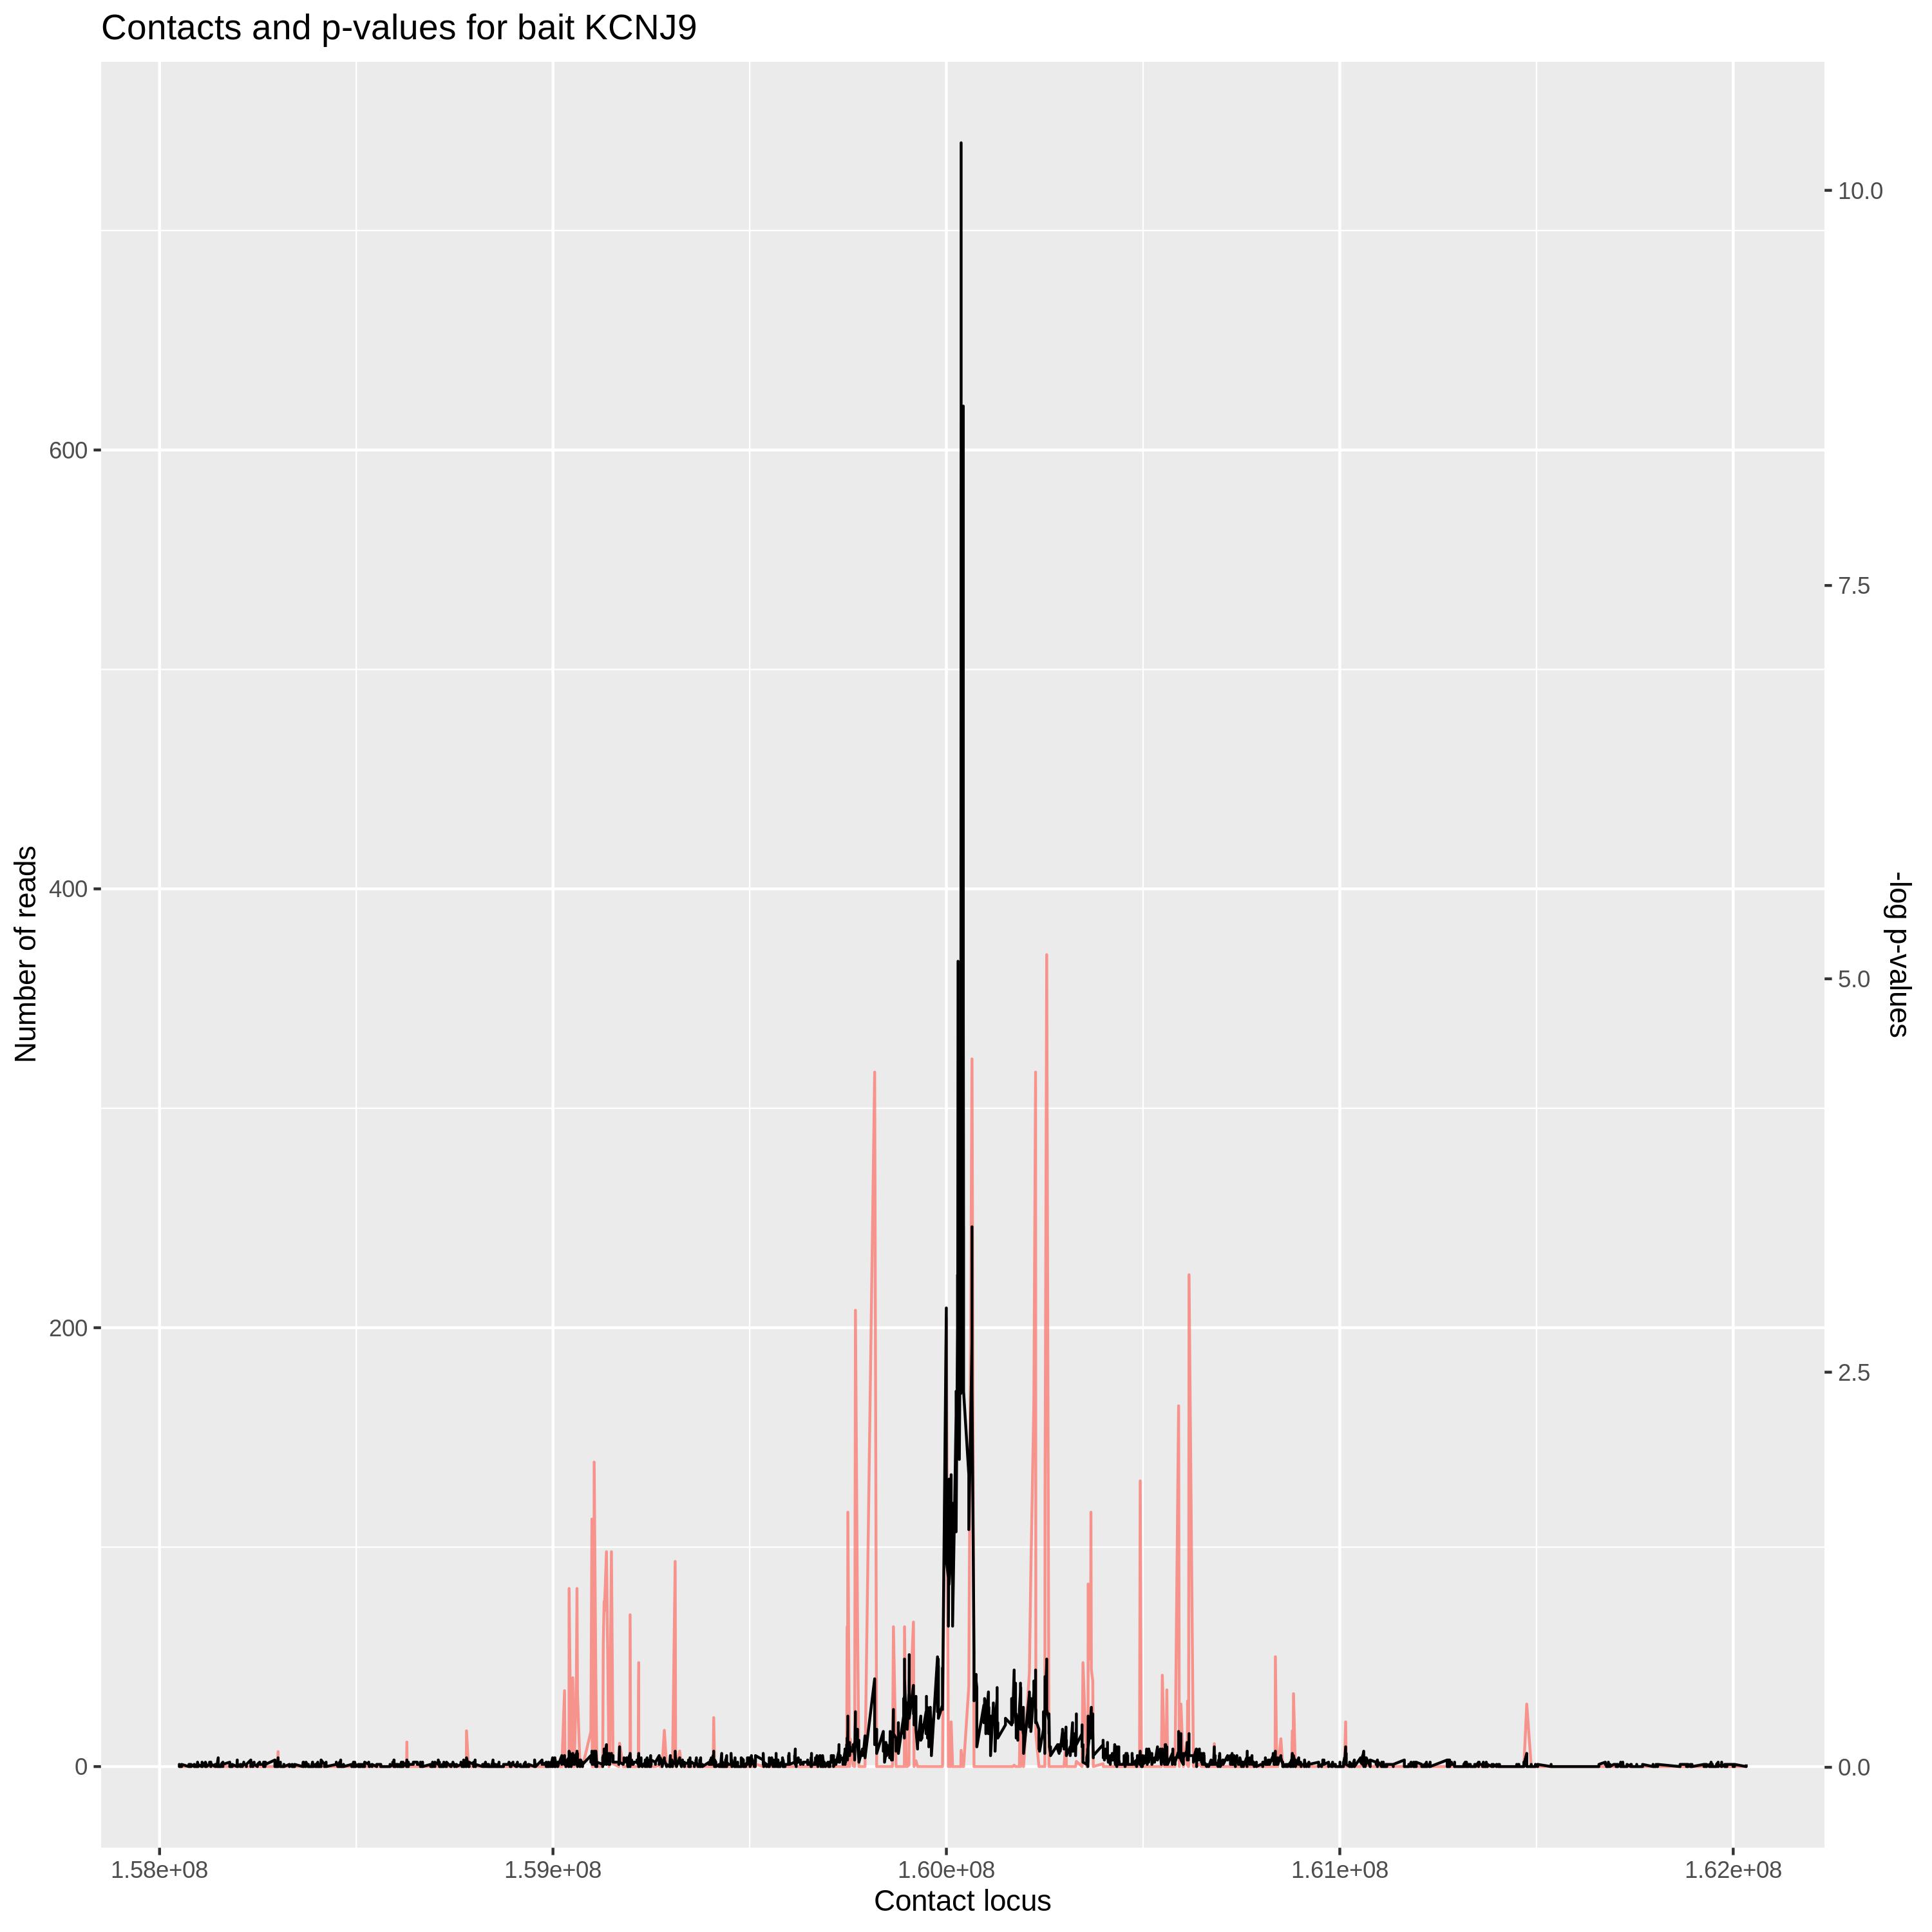 Contacts and p-values for bait KCNJ9
Number of reads
600
400
200
0
10.0
7.5
5.0
2.5
0.0
-log p-values
1.58e+08 1.59e+08 1.60e+08 1.61e+08 1.62e+08
Contact locus